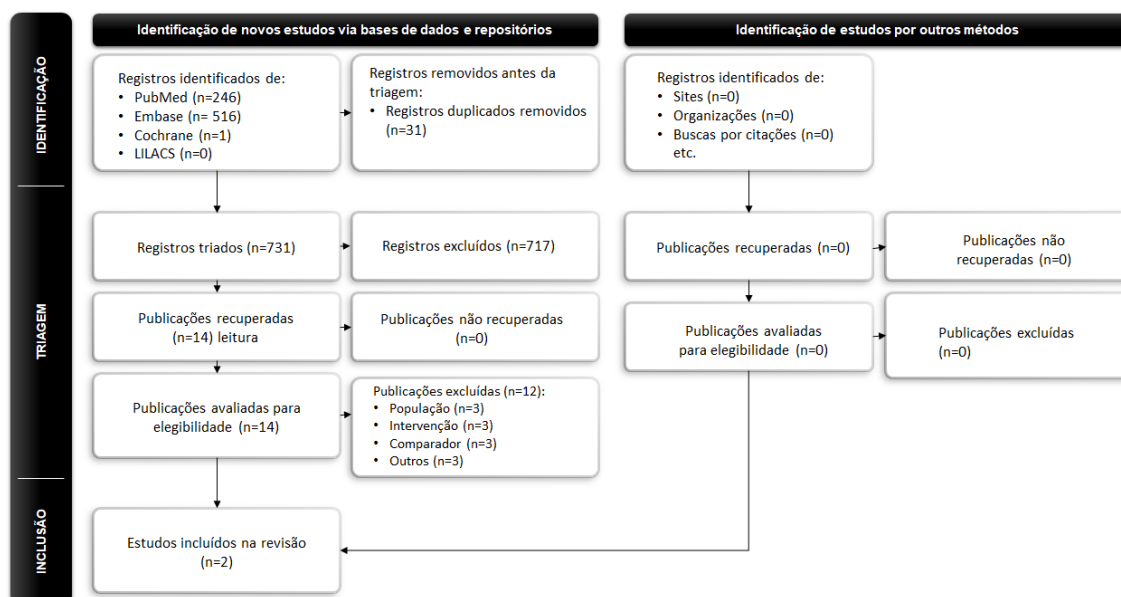 Identificação de novos estudos via bases de dados e repositórios
Identificação de estudos por outros métodos
IDENTIFICAÇÃO
Registros identificados de:
• PubMed (n=246)
• Embase (n= 516)
• Cochrane (n=1)
• LILACS (n=0)
Registros removidos antes da
triagem:
• Registros duplicados removidos
(n=31)
Registros identificados de:
• Sites (n=0)
• Organizações (n=0)
• Buscas por citações (n=0)
etc.
TRIAGEM
Registros triados (n=731)
Registros excluídos (n=717)
Publicações recuperadas (n=0)
Publicações não
recuperadas (n=0)
Publicações recuperadas
(n=14) leitura
Publicações não recuperadas
(n=0)
Publicações avaliadas
para elegibilidade (n=0)
Publicações excluídas
(n=0)
Publicações avaliadas para
elegibilidade (n=14)
Publicações excluídas (n=12):
• População (n=3)
• Intervenção (n=3)
• Comparador (n=3)
• Outros (n=3)
INCLUSÃO
Estudos incluídos na revisão
(n=2)